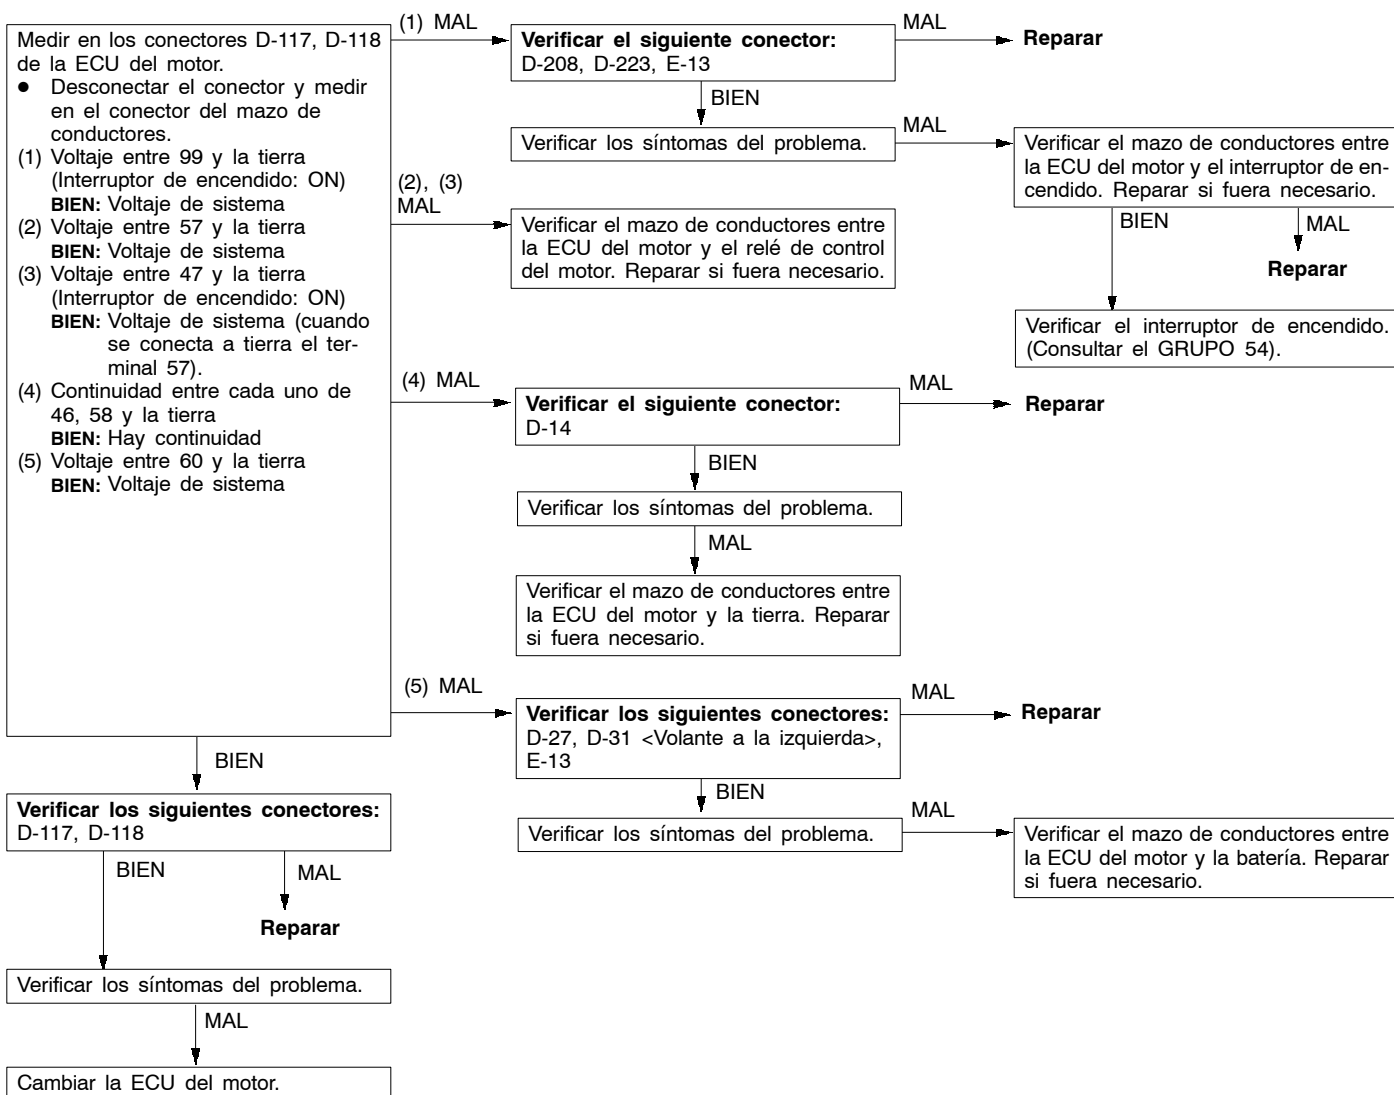 Medir en los conectores D-117, D-118
de la ECU del motor.
● Desconectar el conector y medir
en el conector del mazo de
conductores.
(1) Voltaje entre 99 y la tierra
(Interruptor de encendido: ON)
BIEN: Voltaje de sistema
(2) Voltaje entre 57 y la tierra
BIEN: Voltaje de sistema
(3) Voltaje entre 47 y la tierra
(Interruptor de encendido: ON)
BIEN: Voltaje de sistema (cuando
se conecta a tierra el ter-
minal 57).
(4) Continuidad entre cada uno de
46, 58 y la tierra
BIEN: Hay continuidad
(5) Voltaje entre 60 y la tierra
BIEN: Voltaje de sistema
(1) MAL
Verificar el siguiente conector:
D-208, D-223, E-13
MAL
Reparar
BIEN
Verificar los síntomas del problema.
MAL
Verificar el mazo de conductores entre
la ECU del motor y el interruptor de en-
cendido. Reparar si fuera necesario.
BIEN
MAL
Reparar
Verificar el interruptor de encendido.
(Consultar el GRUPO 54).
(2), (3)
MAL
Verificar el mazo de conductores entre
la ECU del motor y el relé de control
del motor. Reparar si fuera necesario.
(4) MAL
Verificar el siguiente conector:
D-14
MAL
Reparar
BIEN
Verificar los síntomas del problema.
MAL
Verificar el mazo de conductores entre
la ECU del motor y la tierra. Reparar
si fuera necesario.
(5) MAL
Verificar los siguientes conectores:
D-27, D-31 <Volante a la izquierda>,
E-13
MAL
Reparar
BIEN
Verificar los síntomas del problema.
MAL
Verificar el mazo de conductores entre
la ECU del motor y la batería. Reparar
si fuera necesario.
BIEN
Verificar los siguientes conectores:
D-117, D-118
BIEN
MAL
Reparar
Verificar los síntomas del problema.
MAL
Cambiar la ECU del motor.